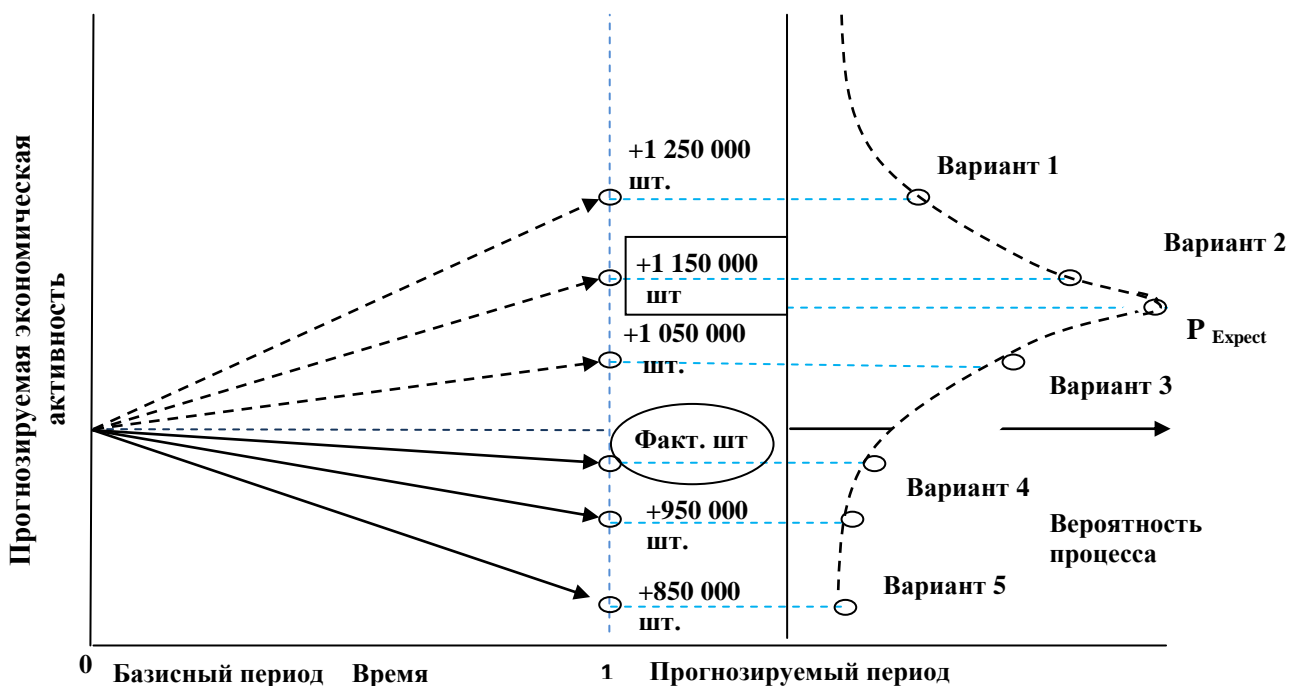 Прогнозируемая экономическая
активность
+1 250 000
шт.
Вариант 1
Вариант 2
+1 150 000
шт
P Expect
+1 050 000
шт.
Вариант 3
Факт. шт
Вариант 4
+950 000
шт.
Вероятность
процесса
Вариант 5
+850 000
шт.
0
Базисный период Время
1
Прогнозируемый период